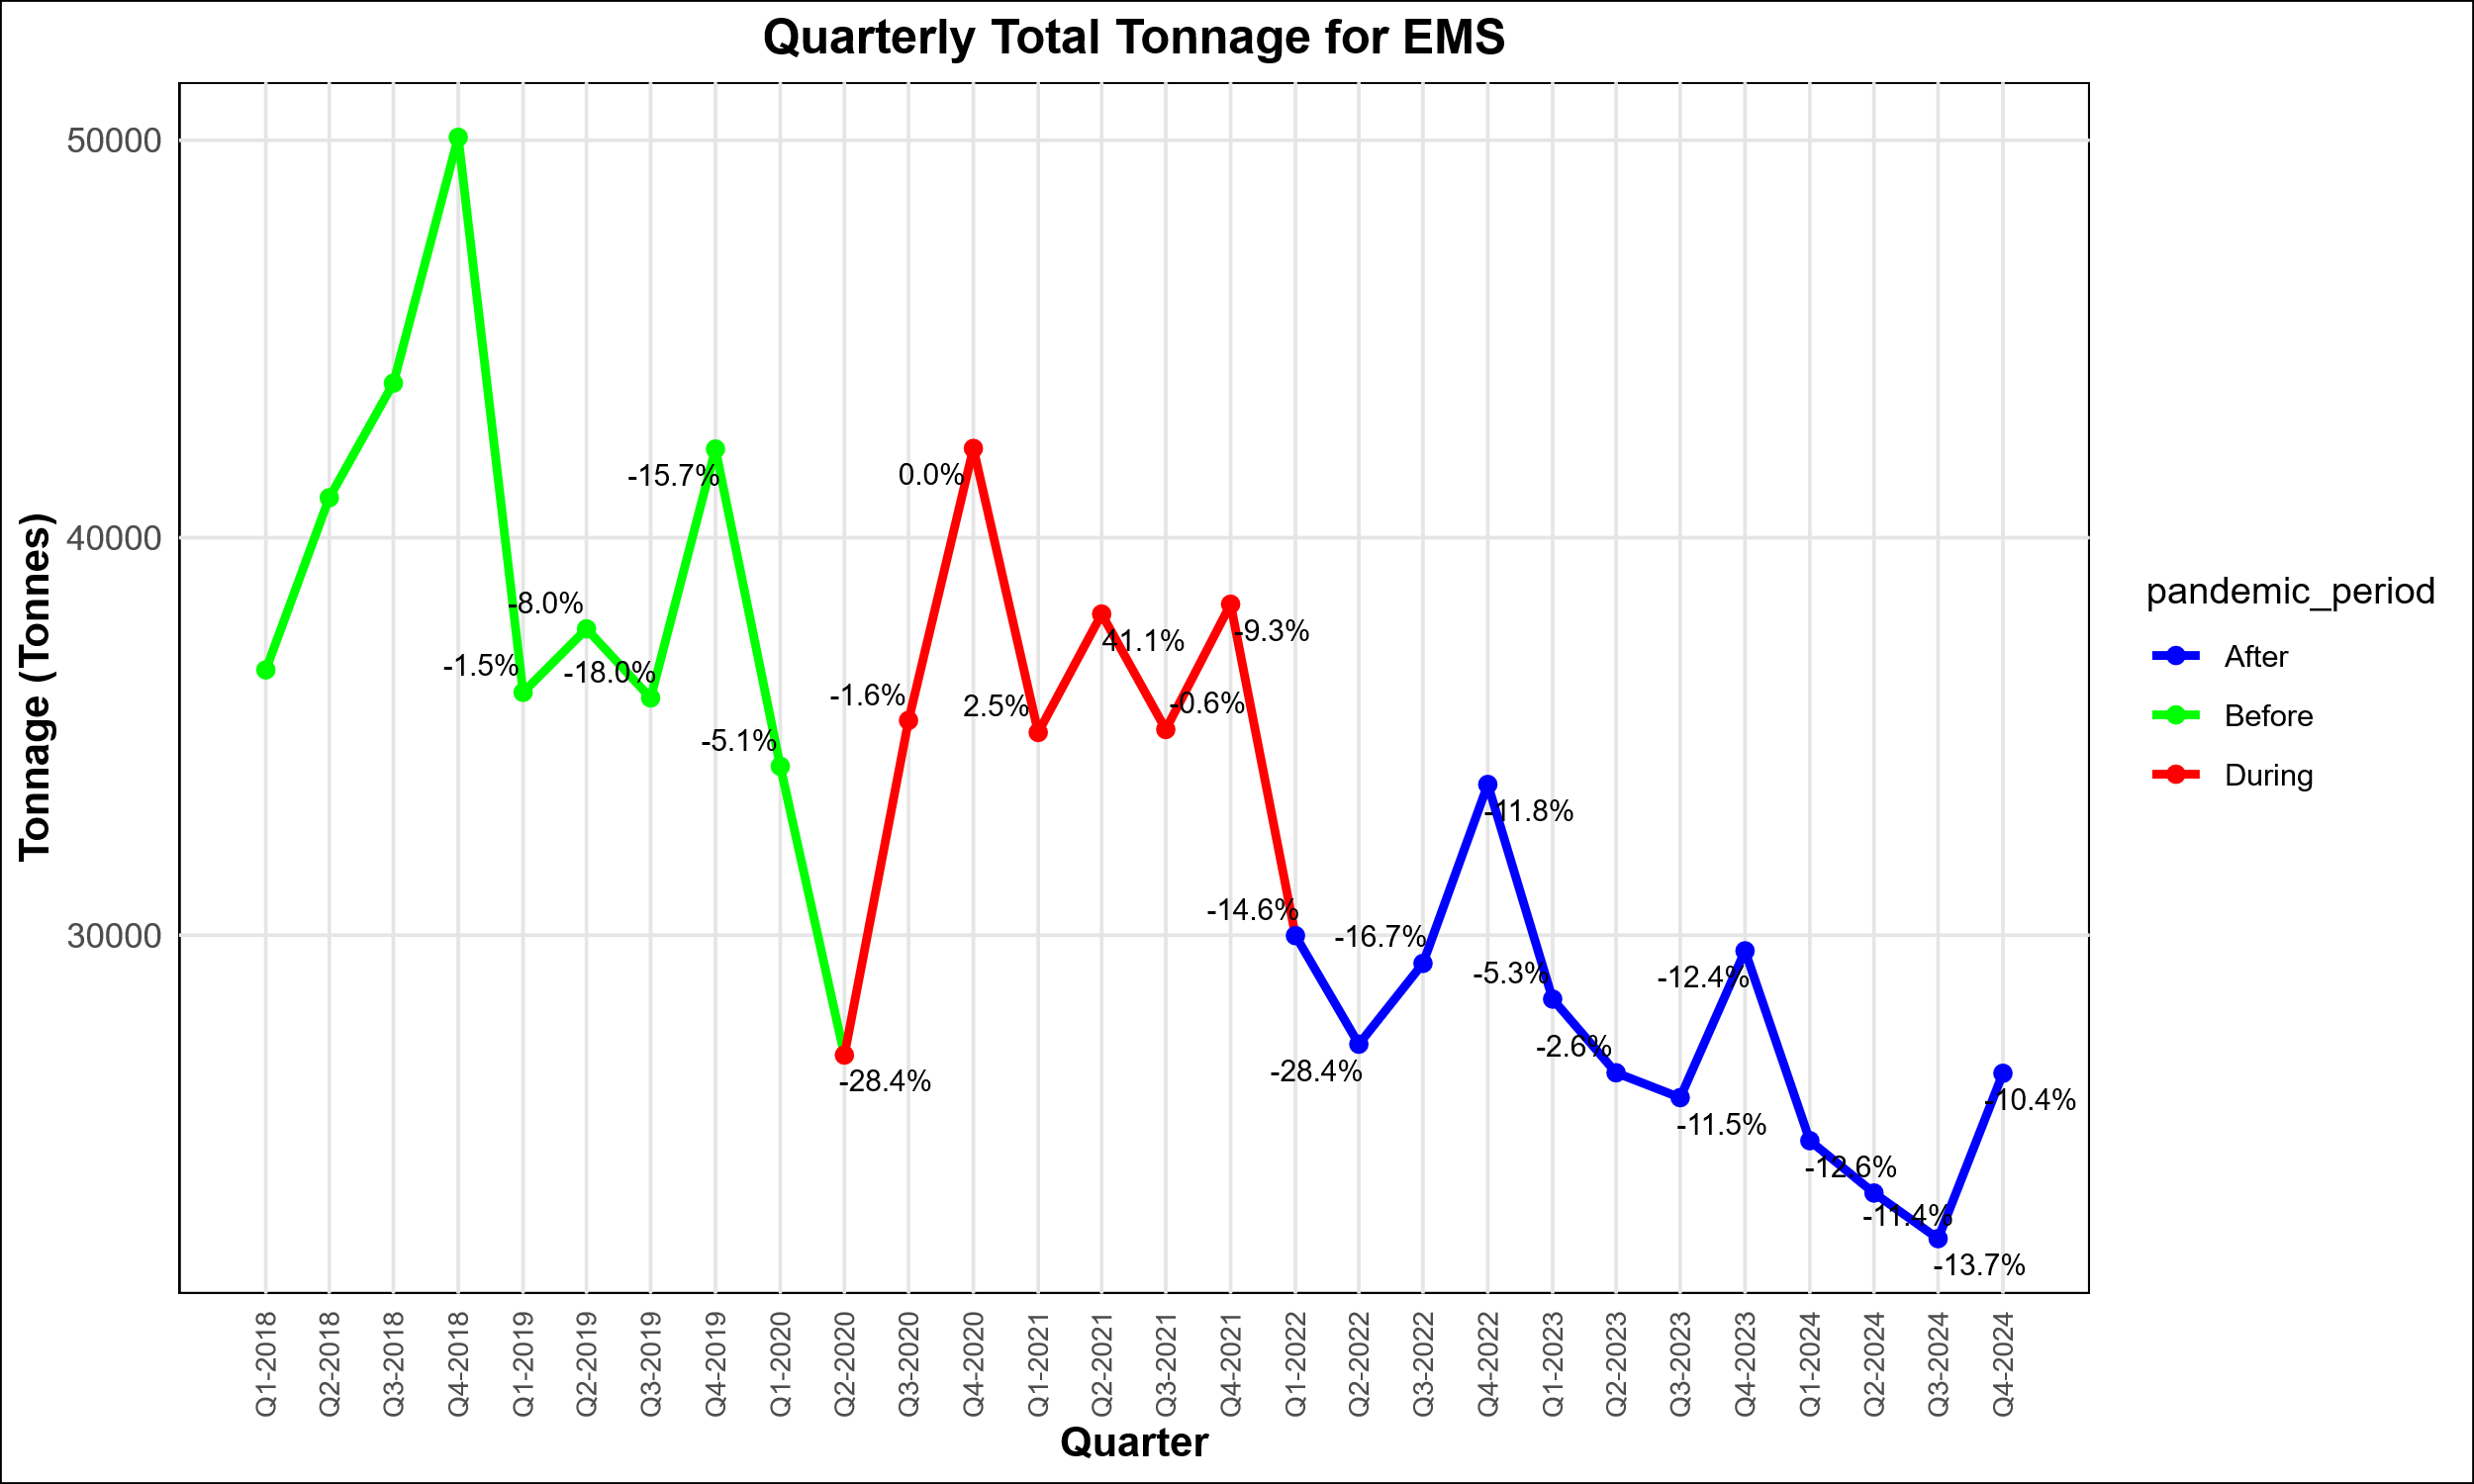 Quarterly Total Tonnage for EMS
Tonnage (Tonnes)
50000
40000
30000
-1.5%
-8.0%
-18.0%
-15.7%
-5.1%
-28.4%
-1.6%
0.0%
2.5%
41.1%
-0.6%
-9.3%
-14.6%
-28.4%
-16.7%
-11.8%
-5.3%
-2.6%
-11.5%
-12.4%
-12.6%
-11.4%
-13.7%
-10.4%
Q1-2018
Q2-2018
Q3-2018
Q4-2018
Q1-2019
Q2-2019
Q3-2019
Q4-2019
Q1-2020
Q2-2020
Q3-2020
Q4-2020
Q1-2021
Q2-2021
Q3-2021
Q4-2021
Q1-2022
Q2-2022
Q3-2022
Q4-2022
Q1-2023
Q2-2023
Q3-2023
Q4-2023
Q1-2024
Q2-2024
Q3-2024
Q4-2024
Quarter
pandemic_period
After
Before
During